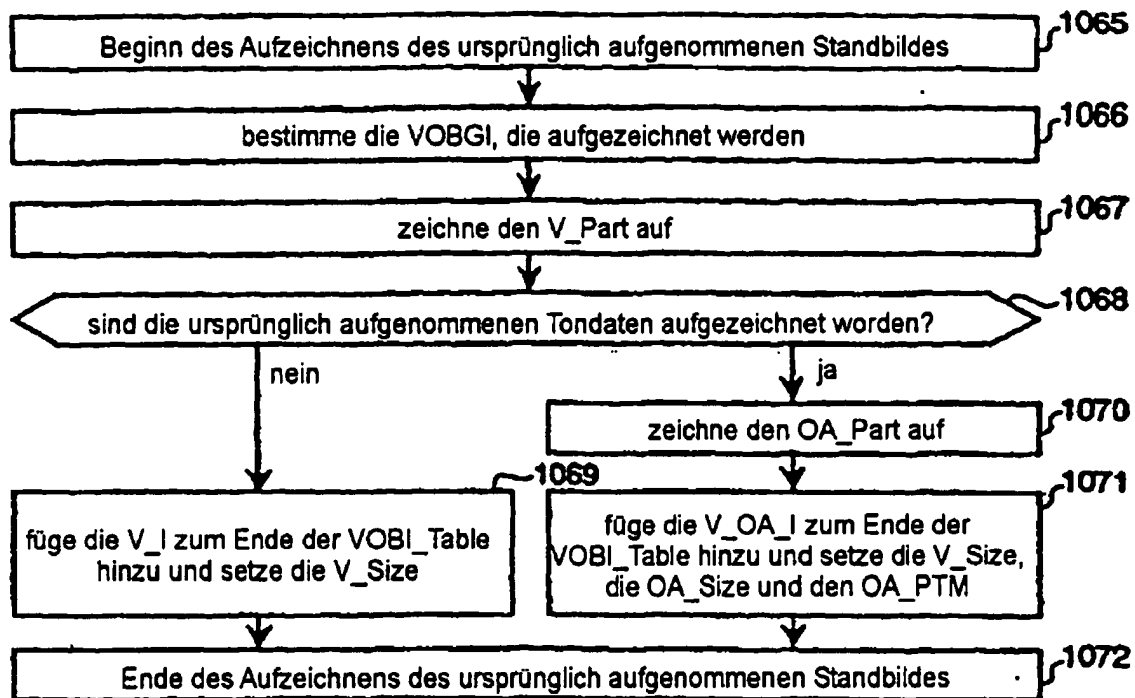 1065
Beginn des Aufzeichnens des ursprünglich aufgenommenen Standbildes
1066
bestimme die VOBGI, die aufgezeichnet werden
1067
zeichne den V_Part auf
1068
sind die ursprünglich aufgenommenen Tondaten aufgezeichnet worden?
nein
ja
1070
zeichne den OA_Part auf
1069
füge die V_I zum Ende der VOBI_Table
hinzu und setze die V_Size
1071
füge die V_OA_I zum Ende der
VOBI_Table hinzu und setze die V_Size,
die OA_Size und den OA_PTM
1072
Ende des Aufzeichnens des ursprünglich aufgenommenen Standbildes